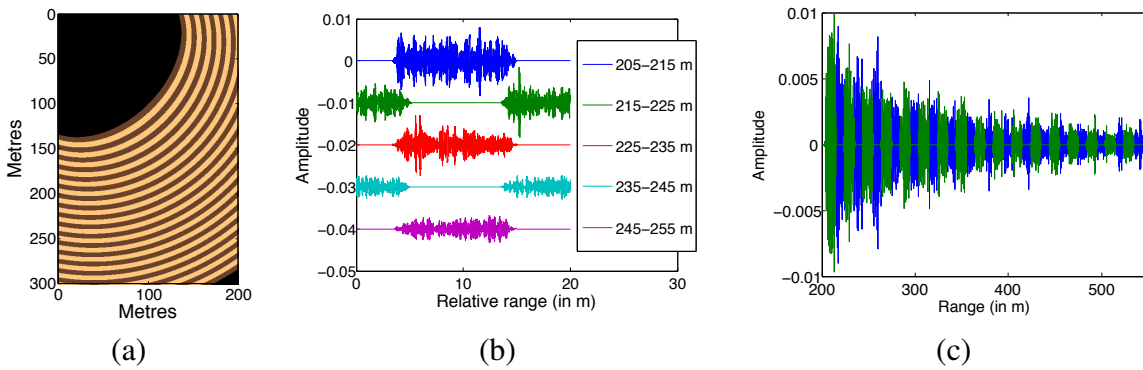 0
50
100
150
200
250
300
Metres
0
100
200
Metres
(a)
0.01
0
−0.01
−0.02
−0.03
−0.04
−0.05
Amplitude
0
10
20
30
Relative range (in m)
205−215 m
215−225 m
225−235 m
235−245 m
245−255 m
(b)
0.01
0.005
0
−0.005
−0.01
Amplitude
200
300
400
500
Range (in m)
(c)